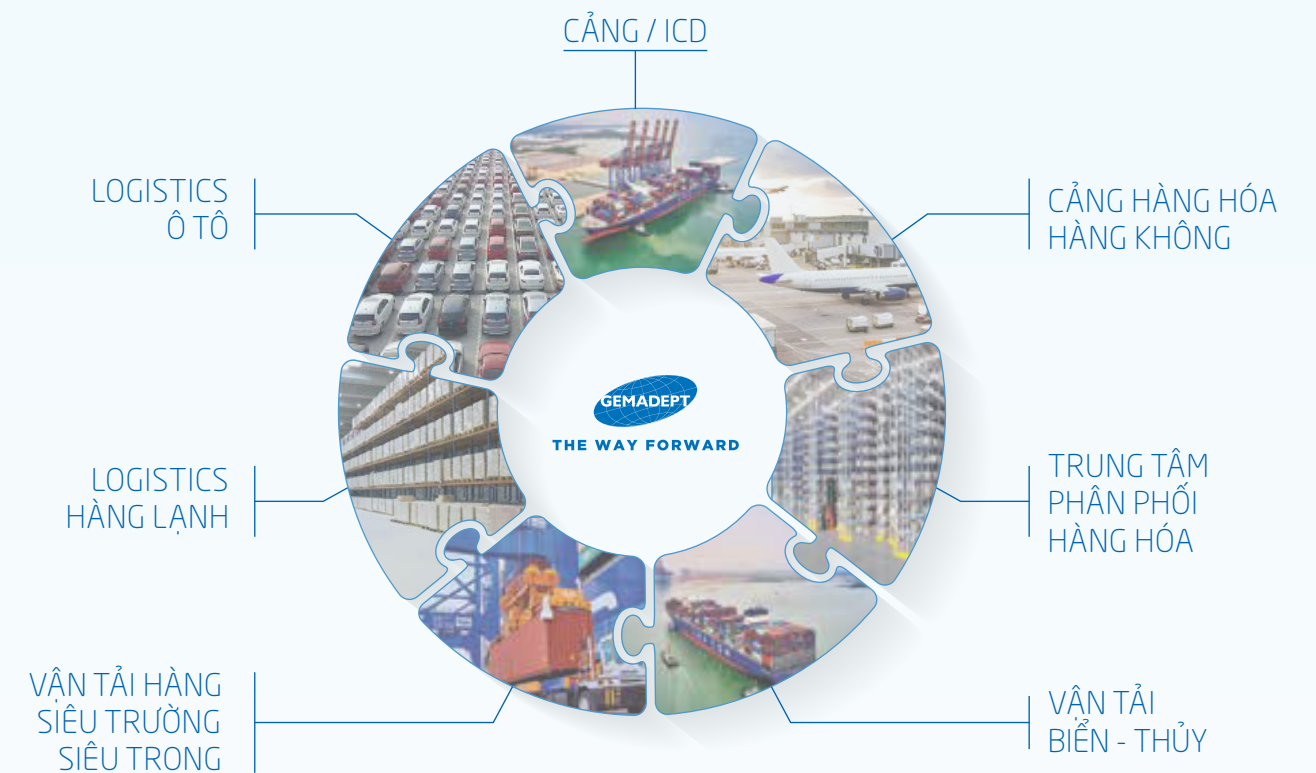 CẢNG / ICD
LOGISTICS
Ô TÔ
CẢNG HÀNG HÓA
HÀNG KHÔNG
GEMADEPT
THE WAY FORWARD
LOGISTICS
HÀNG LẠNH
TRUNG TÂM
PHÂN PHỐI
HÀNG HÓA
VẬN TẢI HÀNG
SIÊU TRƯỜNG
SIÊU TRỌNG
VẬN TẢI
BIỂN - THỦY